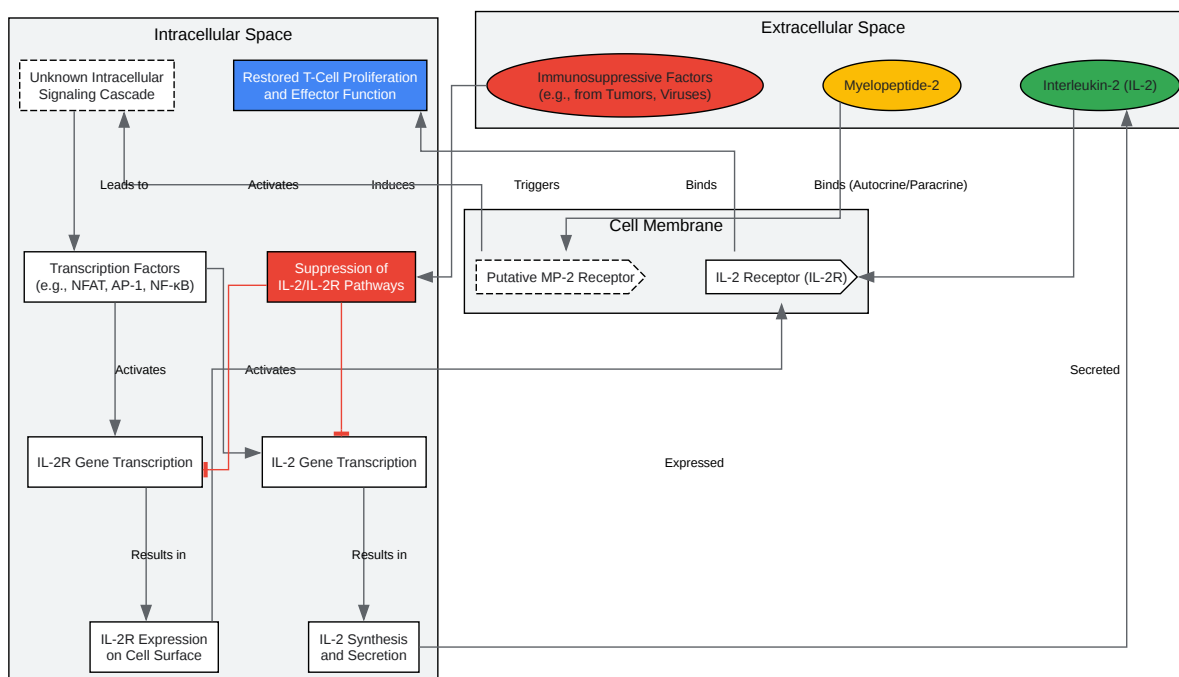 Intracellular Space
Extracellular Space
Unknown Intracellular
Signaling Cascade
Restored T-Cell Proliferation
and Effector Function
Immunosuppressive Factors
(e.g., from Tumors, Viruses)
Myelopeptide-2
Interleukin-2 (IL-2)
Leads to
Activates
Induces
Triggers
Binds
Binds (Autocrine/Paracrine)
Cell Membrane
Transcription Factors
(e.g., NFAT, AP-1, NF-κB)
Suppression of
IL-2/IL-2R Pathways
Putative MP-2 Receptor
IL-2 Receptor (IL-2R)
Activates
Activates
Secreted
IL-2R Gene Transcription
IL-2 Gene Transcription
Expressed
Results in
Results in
IL-2R Expression
on Cell Surface
IL-2 Synthesis
and Secretion